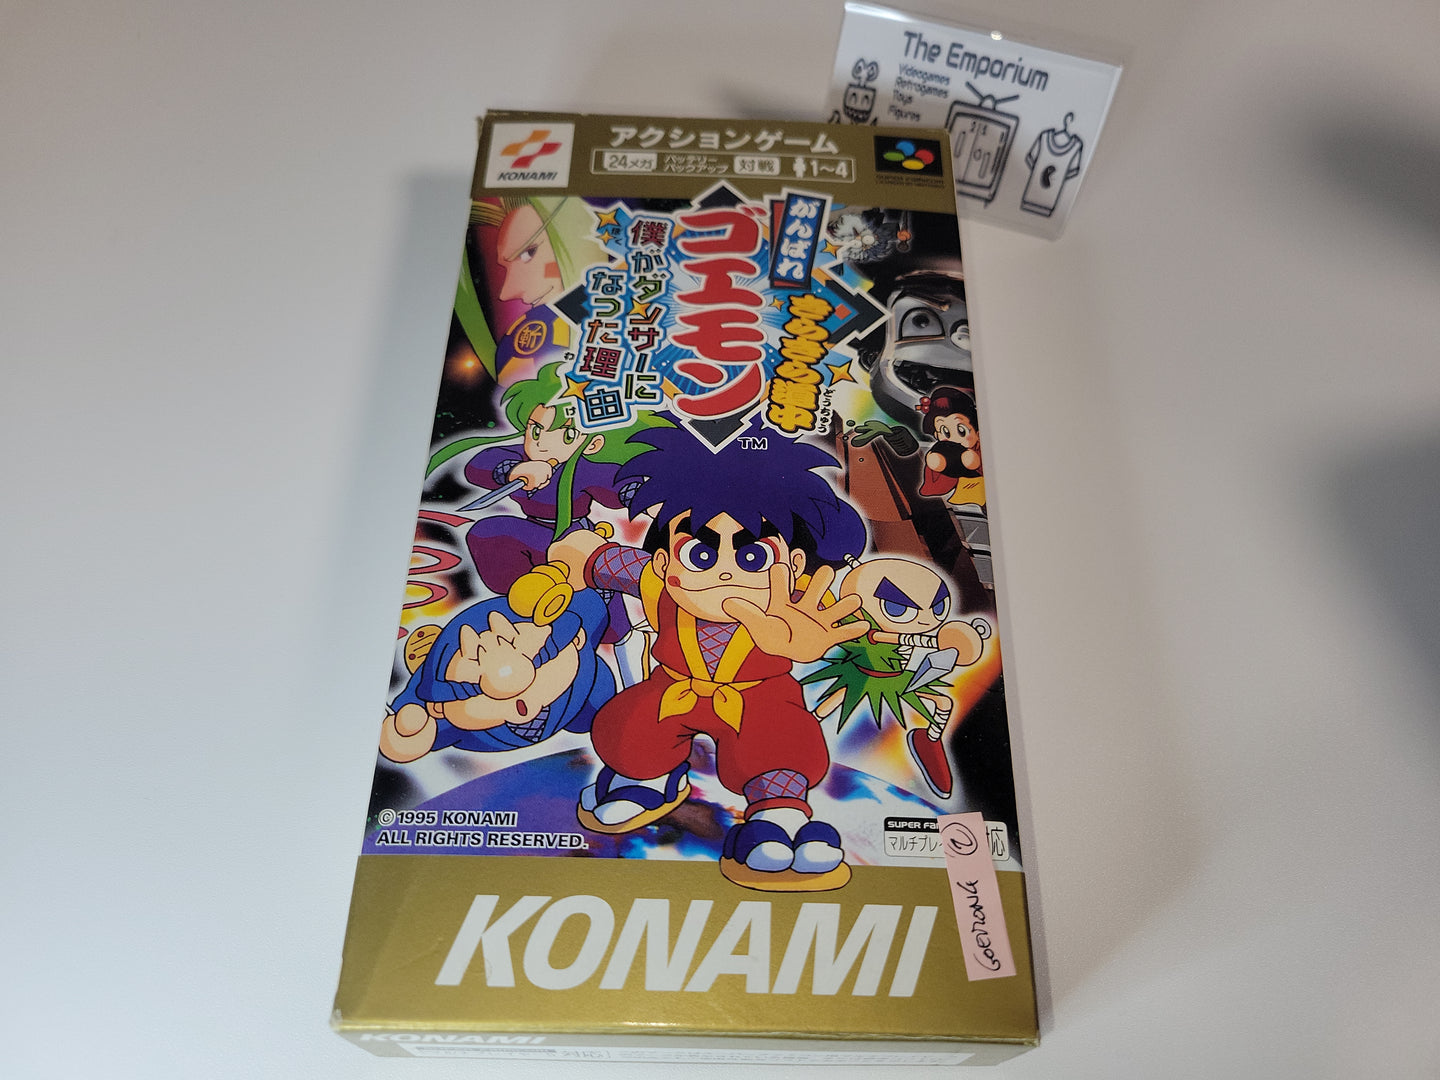 The Emporium
Videogames
Retrogames
Toys
Figures
KONAMI
アクションゲーム
24メガ バッテリーバックアップ 対戦 1~4
SUPER FAMICOM
がんばれ
ゴエモン
きらきら道中
どうちゅう
僕がダンサーに
ぼく
なった理由
わけ
TM
斬
©1995 KONAMI
ALL RIGHTS RESERVED.
マルチプレイ
応
KONAMI
KONAMI